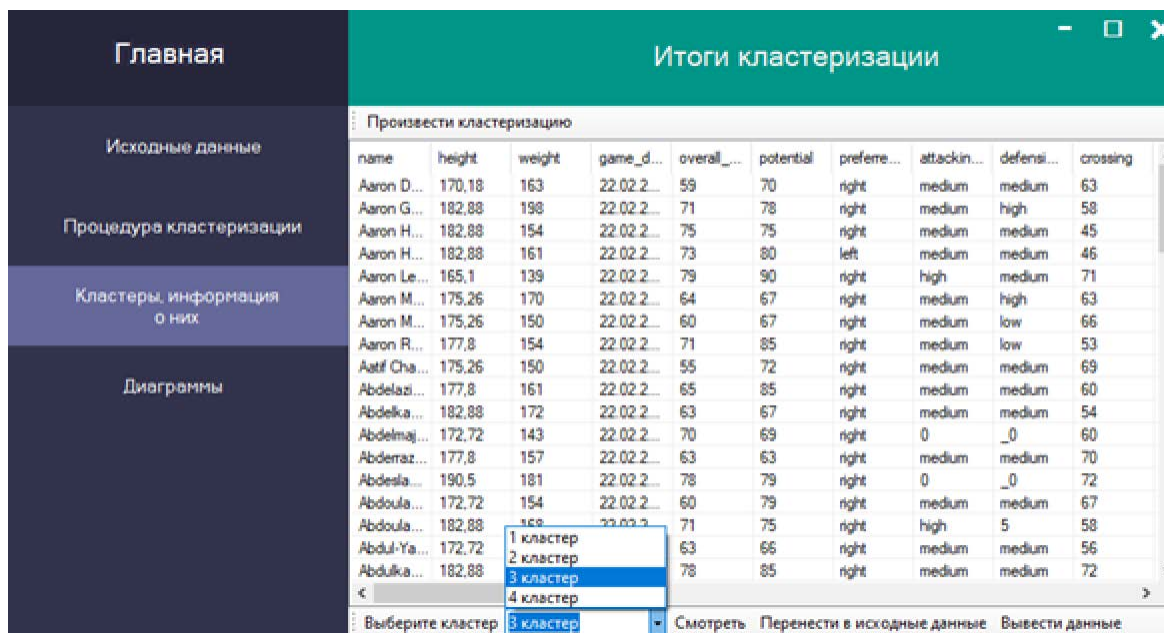 Главная
Итоги кластеризации
Исходные данные
Процедура кластеризации
Кластеры, информация
о них
Диаграммы
Произвести кластеризацию
name height weight game_d... overall_... potential preferre... attackin... defensi... crossing
Aaron D... 170,18 163 22.02.2... 59 70 right medium medium 63
Aaron G... 182,88 198 22.02.2... 71 78 right medium high 58
Aaron H... 182,88 154 22.02.2... 75 75 right medium medium 45
Aaron H... 182,88 161 22.02.2... 73 80 left medium medium 46
Aaron Le... 165,1 139 22.02.2... 79 90 right high medium 71
Aaron M... 175,26 170 22.02.2... 64 67 right medium high 63
Aaron M... 175,26 150 22.02.2... 60 67 right medium low 66
Aaron R... 177,8 154 22.02.2... 71 85 right medium low 53
Aatif Cha... 175,26 150 22.02.2... 55 72 right medium medium 69
Abdelazi... 177,8 161 22.02.2... 65 85 right medium medium 60
Abdelka... 182,88 172 22.02.2... 63 67 right medium medium 54
Abdelmaj... 172,72 143 22.02.2... 70 69 right 0 _0 60
Abderraz... 177,8 157 22.02.2... 63 63 right medium medium 70
Abdesla... 190,5 181 22.02.2... 78 79 right 0 _0 72
Abdoula... 172,72 154 22.02.2... 60 79 right medium medium 67
Abdoula... 182,88 168 22.02.2... 71 75 right high 5 58
Abdul-Ya... 172,72 63 66 right medium medium 56
Abdulka... 182,88 78 85 right medium medium 72
1 кластер
2 кластер
3 кластер
4 кластер
Выберите кластер 3 кластер Смотреть Перенести в исходные данные Вывести данные